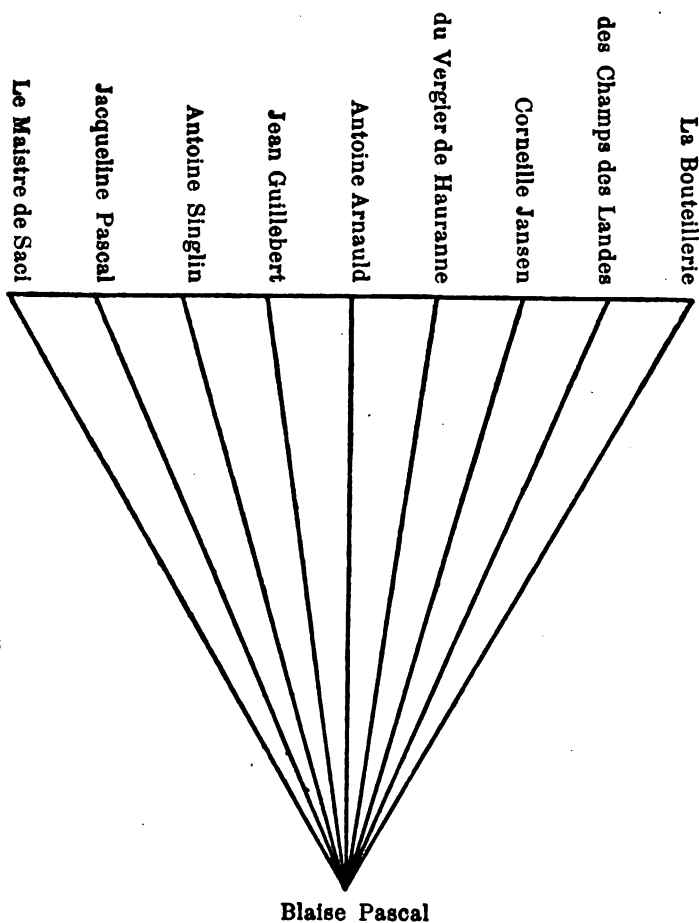 Le Maistre de Saci
Jacqueline Pascal
Antoine Singlin
Jean Guillebert
Antoine Arnauld
du Vergier de Hauranne
Corneille Jansen
des Champs des Landes
La Bouteillerie
Blaise Pascal